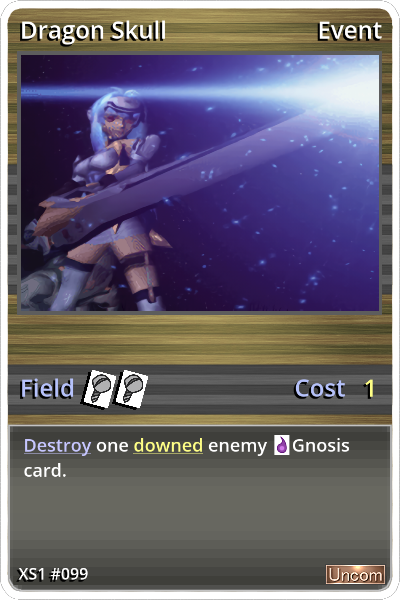 Dragon Skull Event
Field Cost 1
Destroy one downed enemy Gnosis
card.
XS1 #099 Uncom